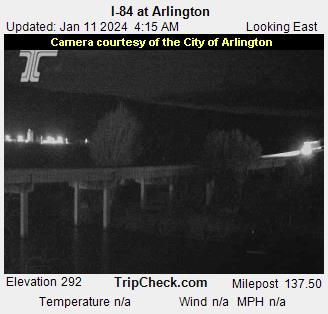 I-84 at Arlington
Updated: Jan 11 2024 4:15 AM Looking East
Camera courtesy of the City of Arlington
Elevation 292 TripCheck.com Milepost 137.50
Temperature n/a Wind n/a MPH n/a